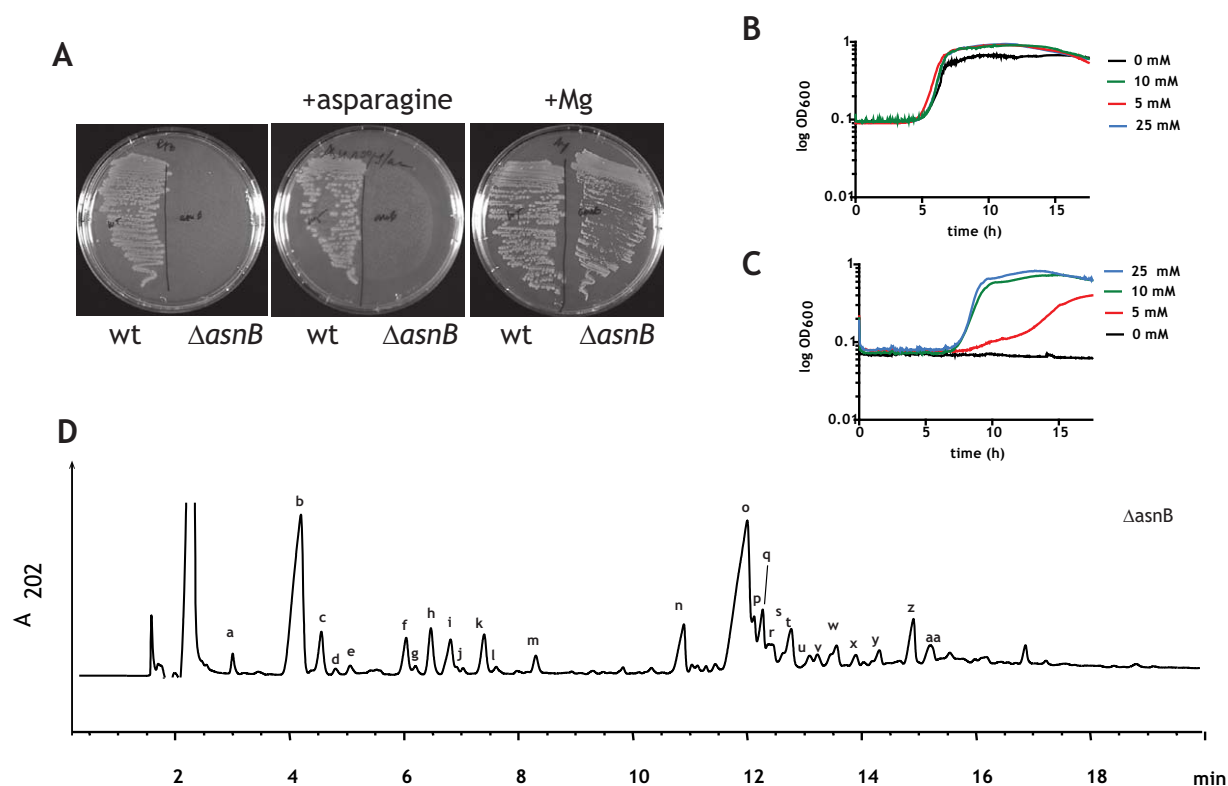 A
+asparagine
+Mg
wt
ΔasnB
wt
ΔasnB
wt
ΔasnB
B
log OD600
1
0.1
0.01
0
5
10
15
time (h)
0 mM
10 mM
5 mM
25 mM
C
log OD600
1
0.1
0.01
0
5
10
15
time (h)
25 mM
10 mM
5 mM
0 mM
D
ΔasnB
A 202
a
b
c
d
e
f
g
h
i
j
k
l
m
n
o
p
q
r
s
t
u
v
w
x
y
z
aa
2
4
6
8
10
12
14
16
18
min